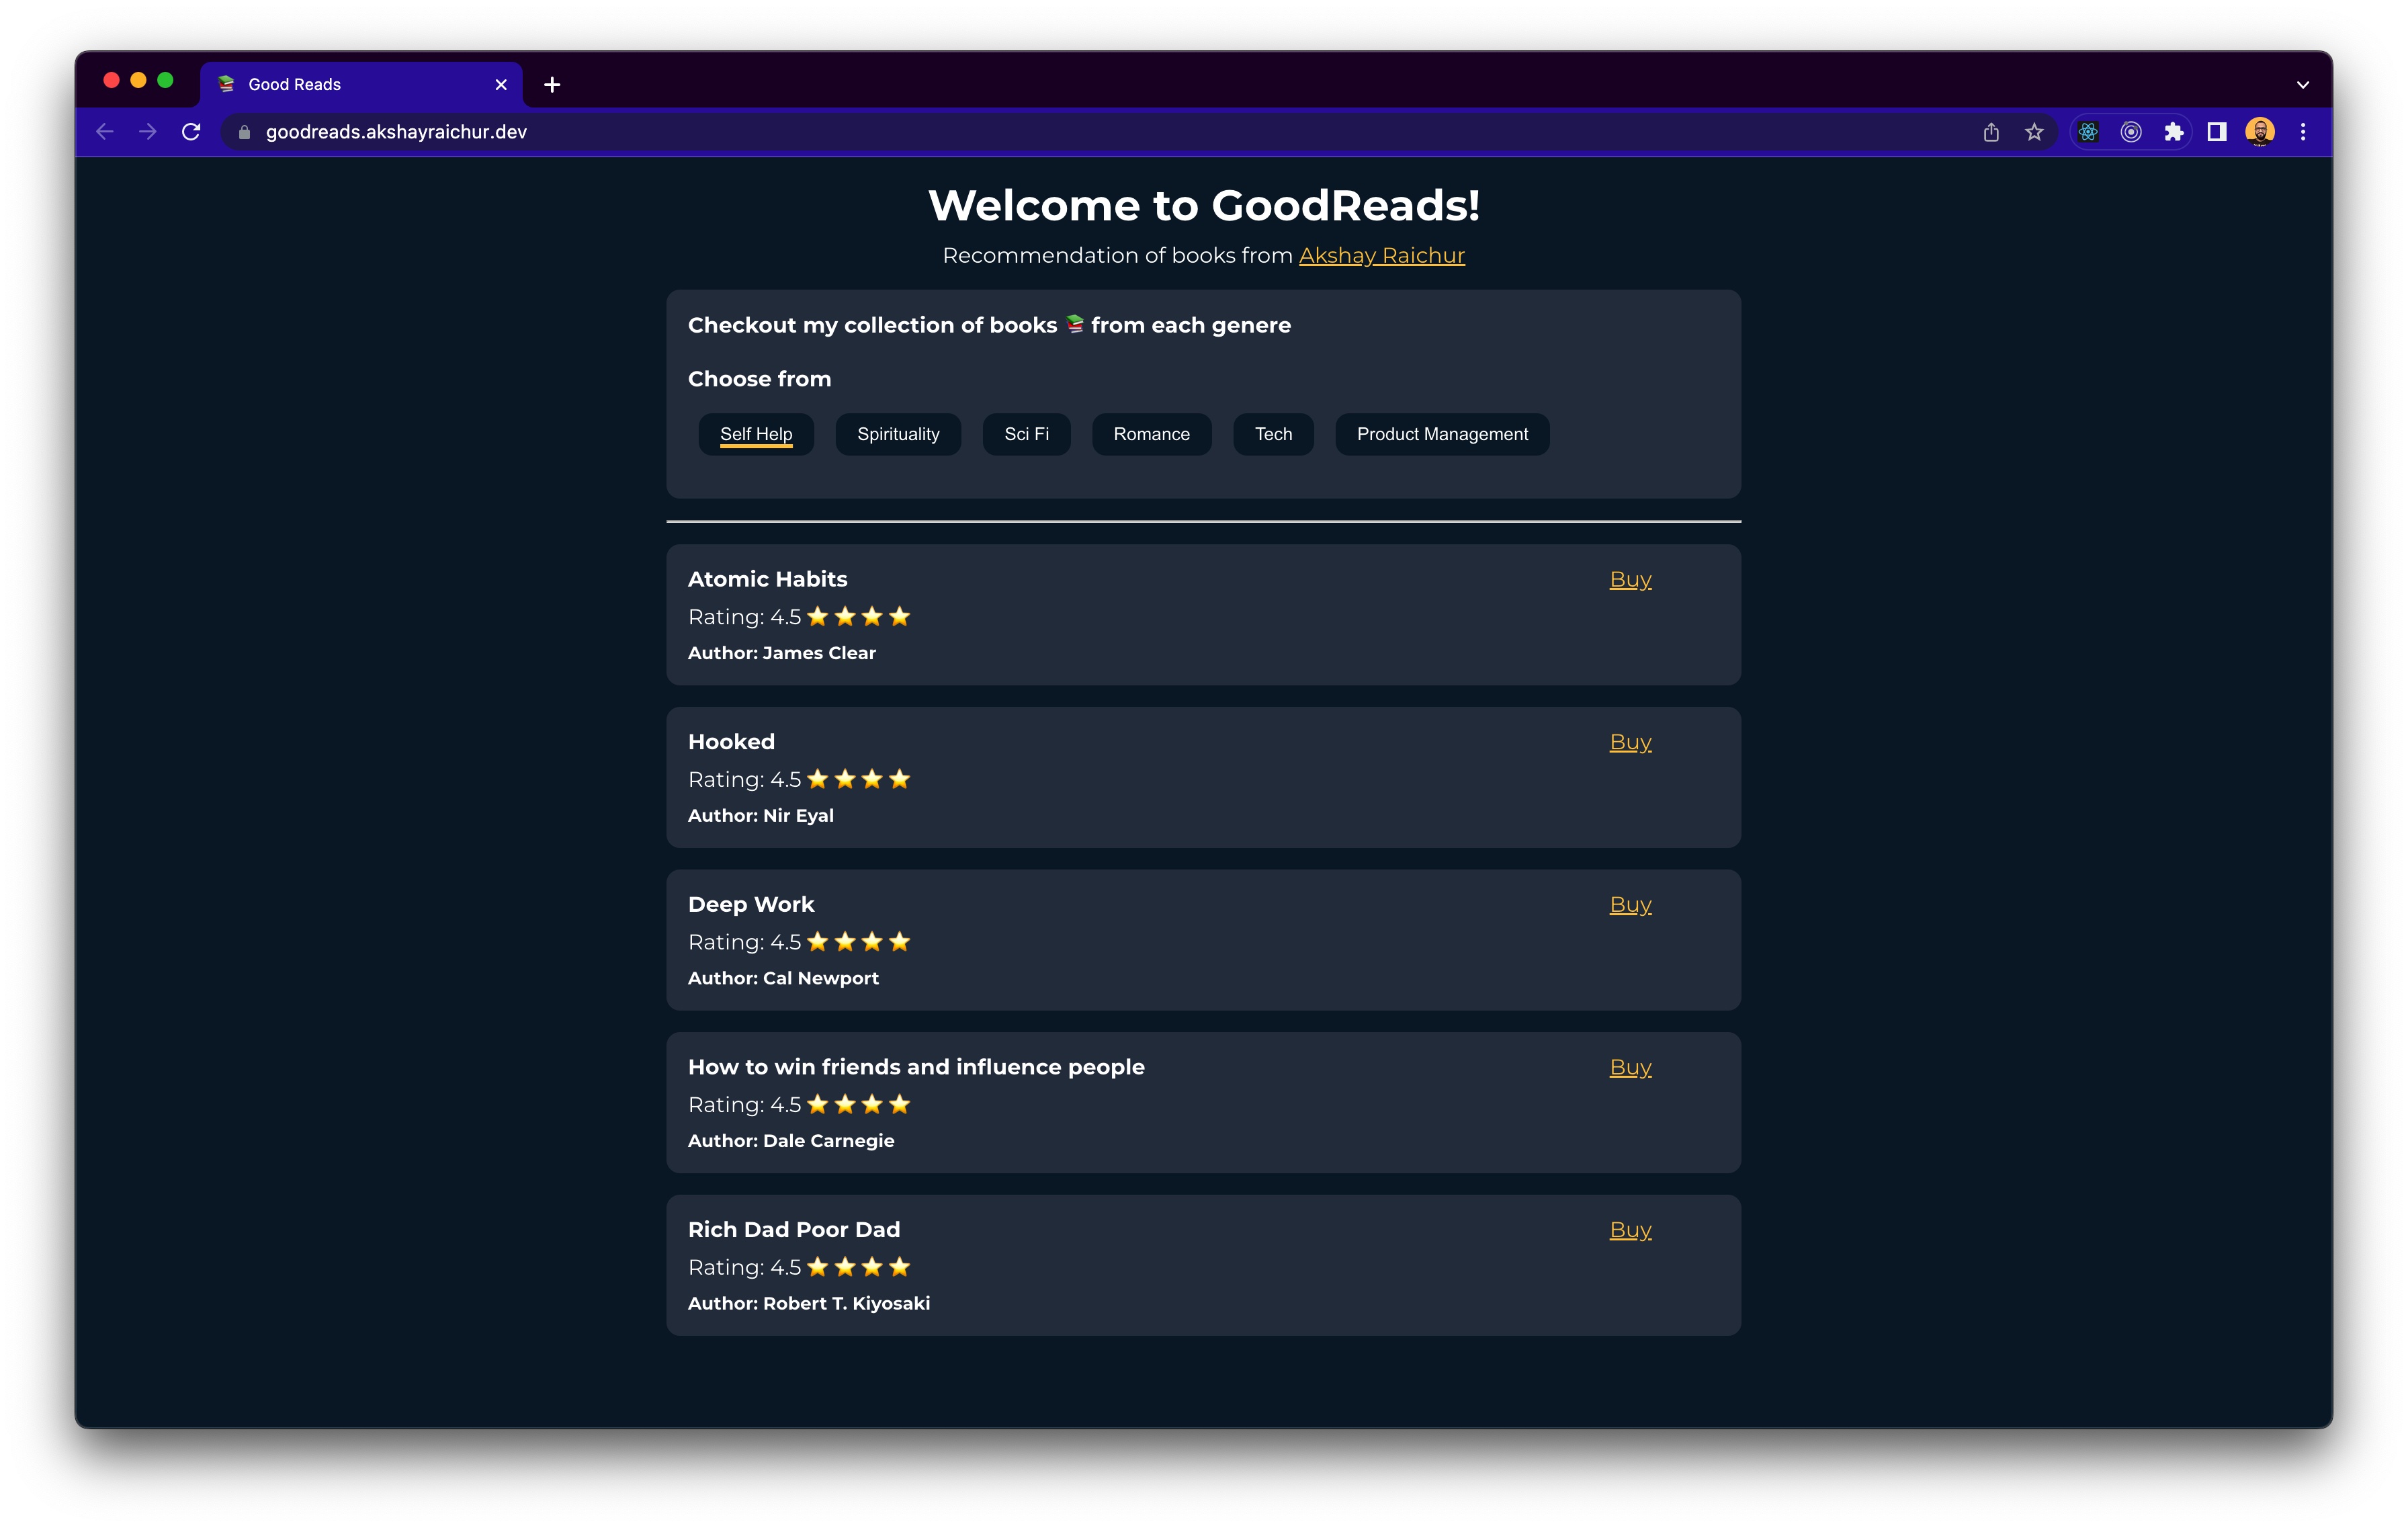 Good Reads
goodreads.akshayraichur.dev
Welcome to GoodReads!
Recommendation of books from Akshay Raichur
Checkout my collection of books 📚 from each genere
Choose from
Self Help Spirituality Sci Fi Romance Tech Product Management
Atomic Habits Buy
Rating: 4.5 ⭐⭐⭐⭐
Author: James Clear
Hooked Buy
Rating: 4.5 ⭐⭐⭐⭐
Author: Nir Eyal
Deep Work Buy
Rating: 4.5 ⭐⭐⭐⭐
Author: Cal Newport
How to win friends and influence people Buy
Rating: 4.5 ⭐⭐⭐⭐
Author: Dale Carnegie
Rich Dad Poor Dad Buy
Rating: 4.5 ⭐⭐⭐⭐
Author: Robert T. Kiyosaki